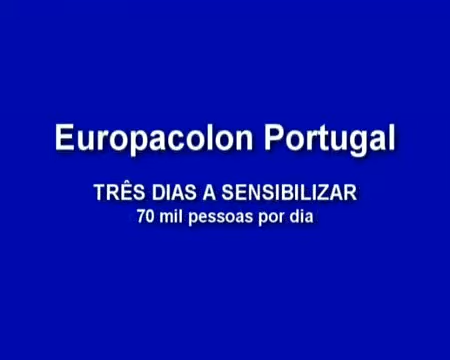 Europacolon Portugal
TRÊS DIAS A SENSIBILIZAR
70 mil pessoas por dia